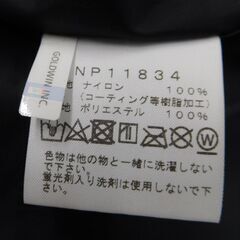 GOLDWIN INC.
NP11834
地 ナイロン 100%
(コーティング等樹脂加工)
地 ポリエステル 100%
W
色物は他の物と一緒に洗濯しない
で下さい。
蛍光剤入り洗剤は使用しないで下さい